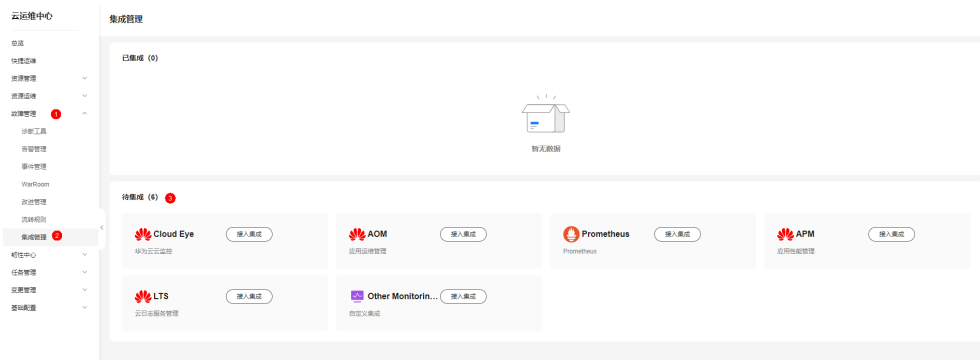 云运维中心
集成管理
总览
快捷运维
资源管理
资源运维
故障管理 1
诊断工具
告警管理
事件管理
WarRoom
改进管理
流转规则
集成管理 2
韧性中心
任务管理
变更管理
基础配置
已集成（0）
暂无数据
待集成（6） 3
Cloud Eye 接入集成
华为云云监控
AOM 接入集成
应用运维管理
Prometheus 接入集成
Prometheus
APM 接入集成
应用性能管理
LTS 接入集成
云日志服务管理
Other Monitorin... 接入集成
自定义集成